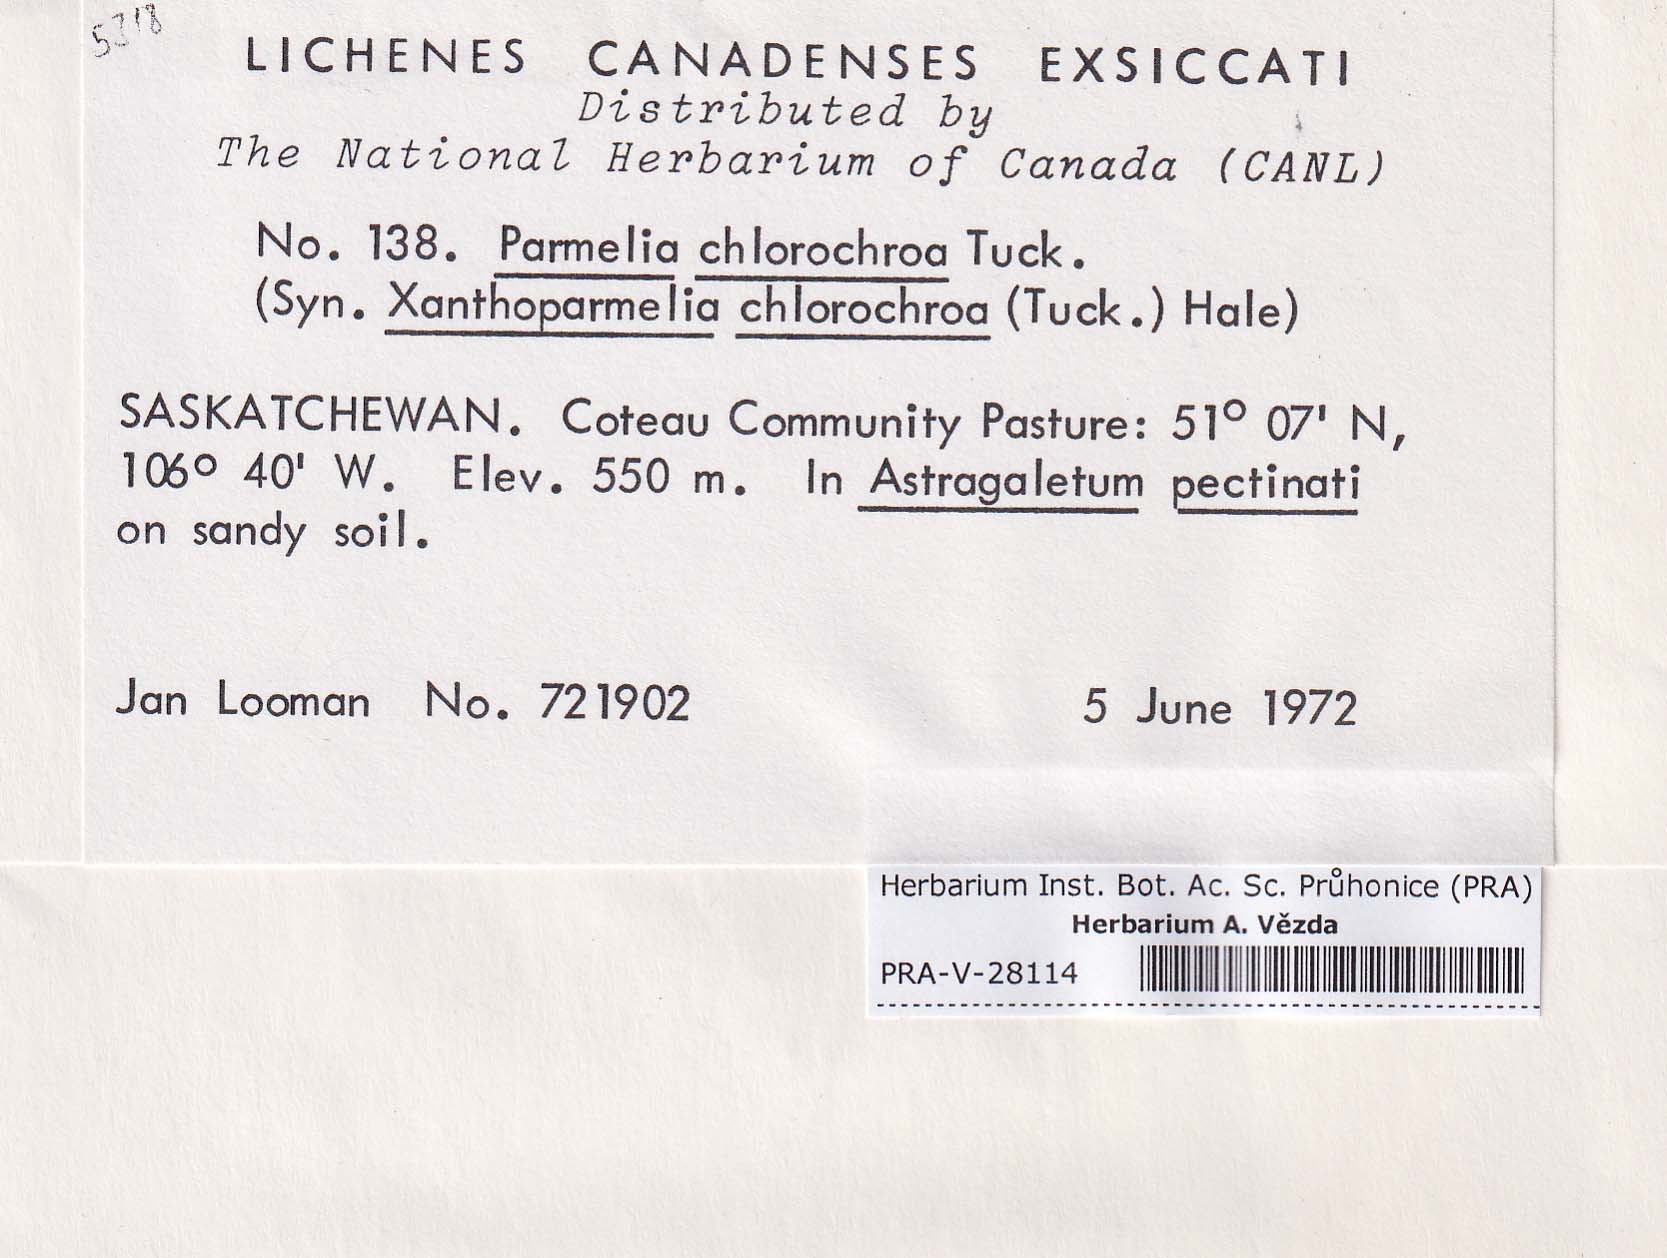 5318
LICHENES CANADENSES EXSICCATI
Distributed by
The National Herbarium of Canada (CANL)
No. 138. Parmelia chlorochroa Tuck.
(Syn. Xanthoparmelia chlorochroa (Tuck.) Hale)
SASKATCHEWAN. Coteau Community Pasture: 51° 07' N,
106° 40' W. Elev. 550 m. In Astragaletum pectinati
on sandy soil.
Jan Looman No. 721902 5 June 1972
Herbarium Inst. Bot. Ac. Sc. Průhonice (PRA)
Herbarium A. Vězda
PRA-V-28114